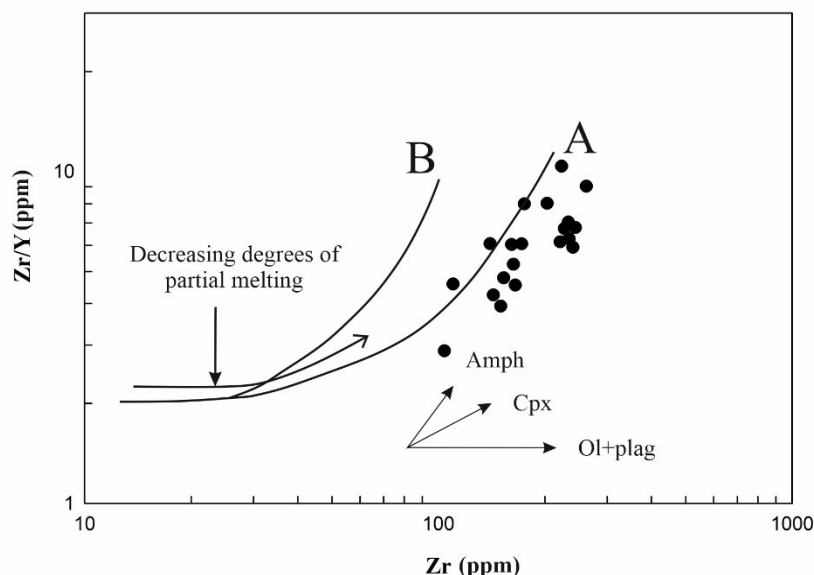 B
A
10
Zr/Y (ppm)
Decreasing degrees of
partial melting
Amph
Cpx
Ol+plag
1
10
100
1000
Zr (ppm)